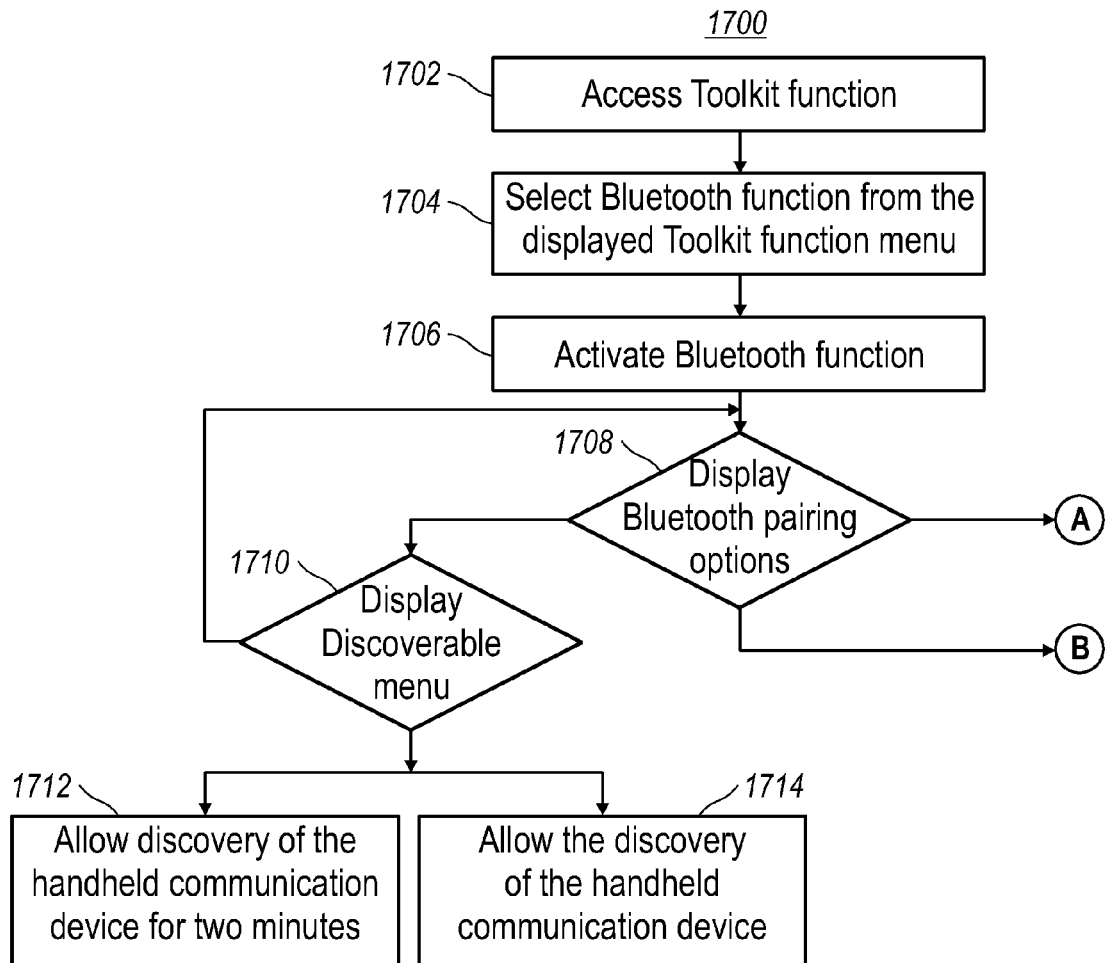 1700
1702
Access Toolkit function
1704
Select Bluetooth function from the
displayed Toolkit function menu
1706
Activate Bluetooth function
1708
Display
Bluetooth pairing
options
A
1710
Display
Discoverable
menu
B
1712
Allow discovery of the
handheld communication
device for two minutes
1714
Allow the discovery
of the handheld
communication device